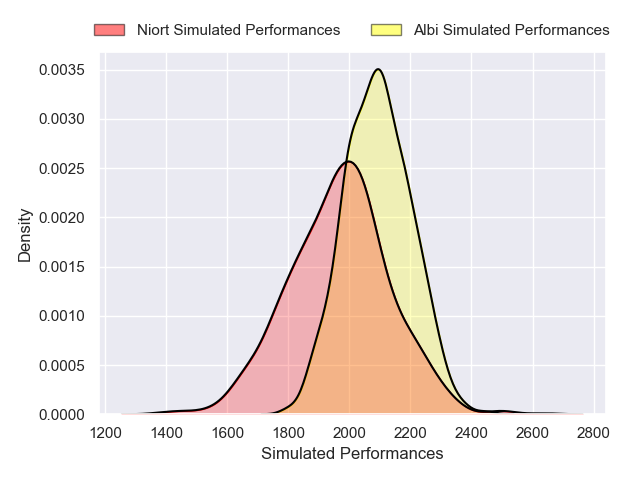 Niort Simulated Performances Albi Simulated Performances
0.0035
0.0030
0.0025
0.0020
0.0015
0.0010
0.0005
0.0000
Density
1200 1400 1600 1800 2000 2200 2400 2600 2800
Simulated Performances